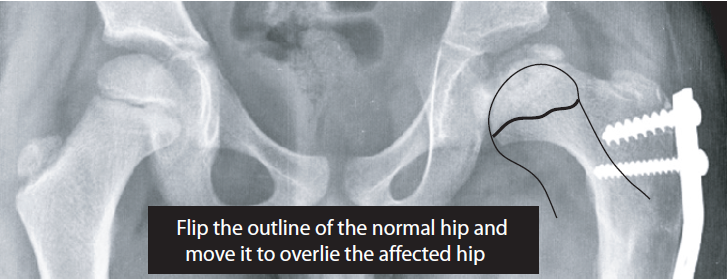 Flip the outline of the normal hip and
move it to overlie the affected hip